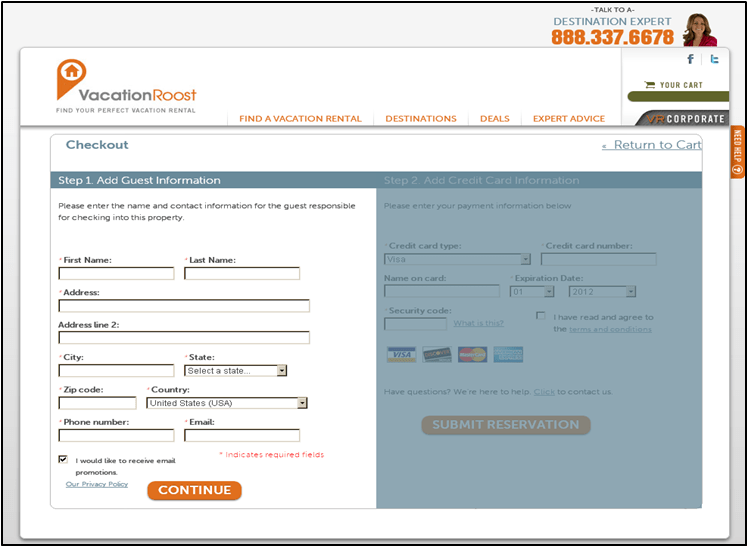 -TALK TO A-
DESTINATION EXPERT
888.337.6678
f t
VacationRoost
FIND YOUR PERFECT VACATION RENTAL
YOUR CART
FIND A VACATION RENTAL DESTINATIONS DEALS EXPERT ADVICE
VR CORPORATE
NEED HELP ?
Checkout
« Return to Cart
Step 1. Add Guest Information
Please enter the name and contact information for the guest responsible
for checking into this property.
* First Name: * Last Name:
* Address:
Address line 2:
* City: * State:
Select a state...
* Zip code: * Country:
United States (USA)
* Phone number: * Email:
I would like to receive email
promotions.
* Indicates required fields
Our Privacy Policy
CONTINUE
Step 2. Add Credit Card Information
Please enter your payment information below
* Credit card type: * Credit card number:
Visa
Name on card: * Expiration Date:
01 2012
* Security code:
What is this?
I have read and agree to
the terms and conditions
VISA
Have questions? We're here to help. Click to contact us.
SUBMIT RESERVATION